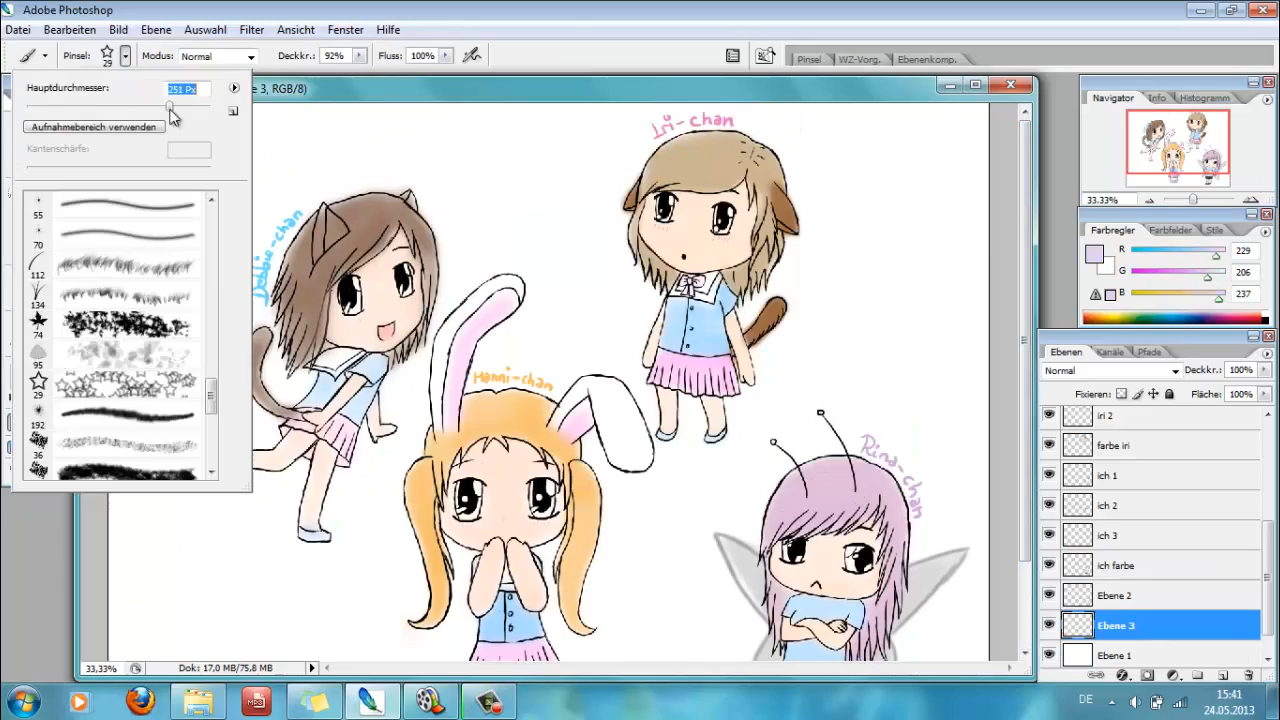 Adobe Photoshop
Datei Bearbeiten Bild Ebene Auswahl Filter Ansicht Fenster Hilfe
Pinsel: 29 Modus: Normal Deckkr.: 92% Fluss: 100% Pinsel WZ-Vorg. Ebenenkomp.
Hauptdurchmesser: 251 Px
Aufnahmebereich verwenden
Kantenschärfe:
55
70
112
134
74
95
29
192
36
3, RGB/8)
Iri-chan
Debbie-chan
Hanni-chan
Rina-chan
33,33% Dok: 17,0 MB/75,8 MB
Navigator Info Histogramm
33.33%
Farbregler Farbfelder Stile
R 229
G 206
B 237
Ebenen Kanäle Pfade
Normal Deckkr.: 100%
Fixieren: Fläche: 100%
iri 2
farbe iri
ich 1
ich 2
ich 3
ich farbe
Ebene 2
Ebene 3
Ebene 1
MP3
DE 15:41
24.05.2013